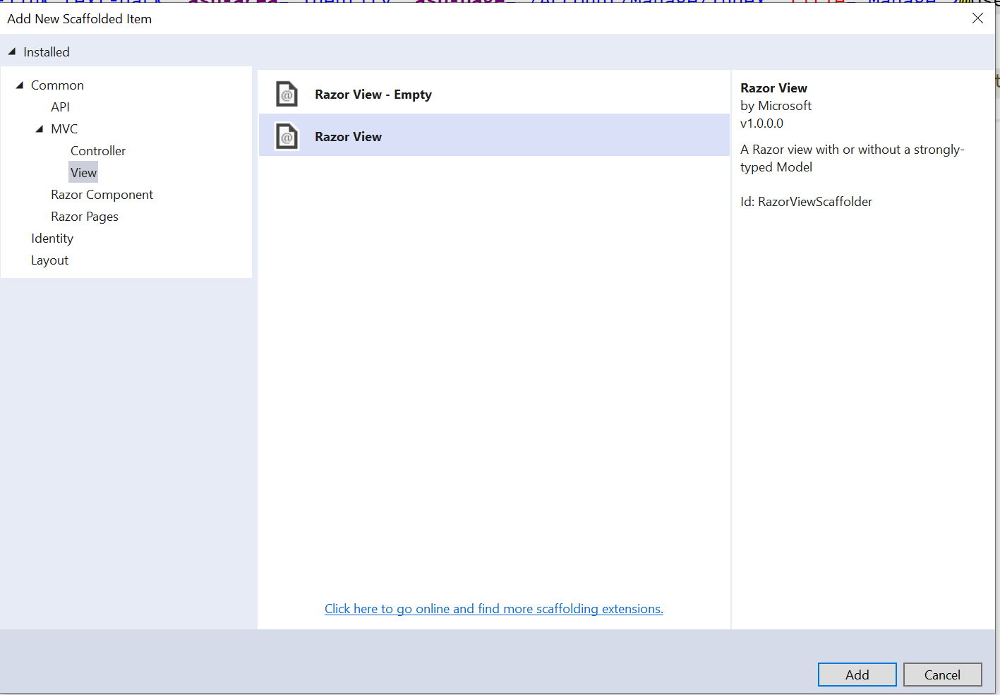 Add New Scaffolded Item
Installed
Common
API
MVC
Controller
View
Razor Component
Razor Pages
Identity
Layout
Razor View - Empty
Razor View
Click here to go online and find more scaffolding extensions.
Razor View
by Microsoft
v1.0.0.0
A Razor view with or without a strongly-
typed Model
Id: RazorViewScaffolder
Add
Cancel